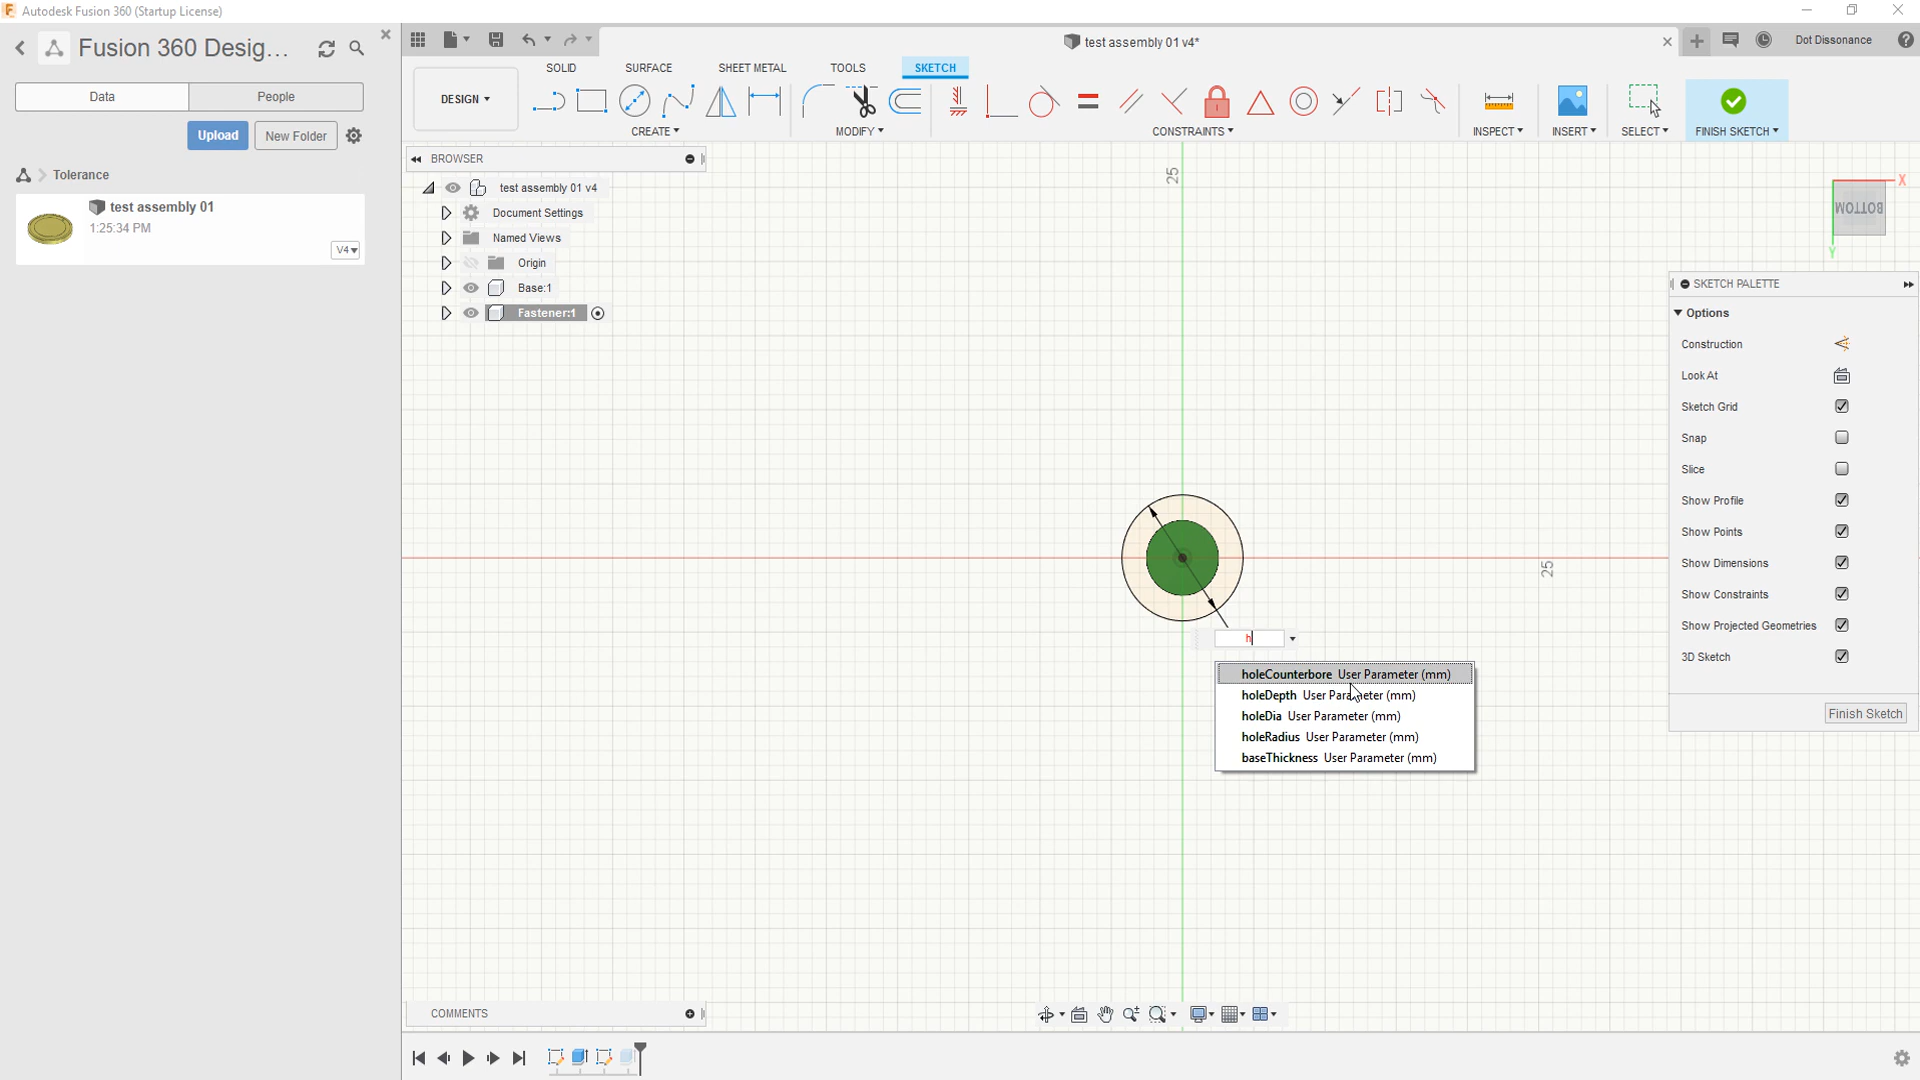 Autodesk Fusion 360 (Startup License)
Fusion 360 Desig...
Data
People
Upload
New Folder
Tolerance
test assembly 01
1:25:34 PM
V4
test assembly 01 v4*
Dot Dissonance
SOLID
SURFACE
SHEET METAL
TOOLS
SKETCH
DESIGN
CREATE
MODIFY
CONSTRAINTS
INSPECT
INSERT
SELECT
FINISH SKETCH
BROWSER
test assembly 01 v4
Document Settings
Named Views
Origin
Base:1
Fastener:1
25
25
X
BOTTOM
Y
SKETCH PALETTE
Options
Construction
Look At
Sketch Grid
Snap
Slice
Show Profile
Show Points
Show Dimensions
Show Constraints
Show Projected Geometries
3D Sketch
Finish Sketch
h
holeCounterbore User Parameter (mm)
holeDepth User Parameter (mm)
holeDia User Parameter (mm)
holeRadius User Parameter (mm)
baseThickness User Parameter (mm)
COMMENTS